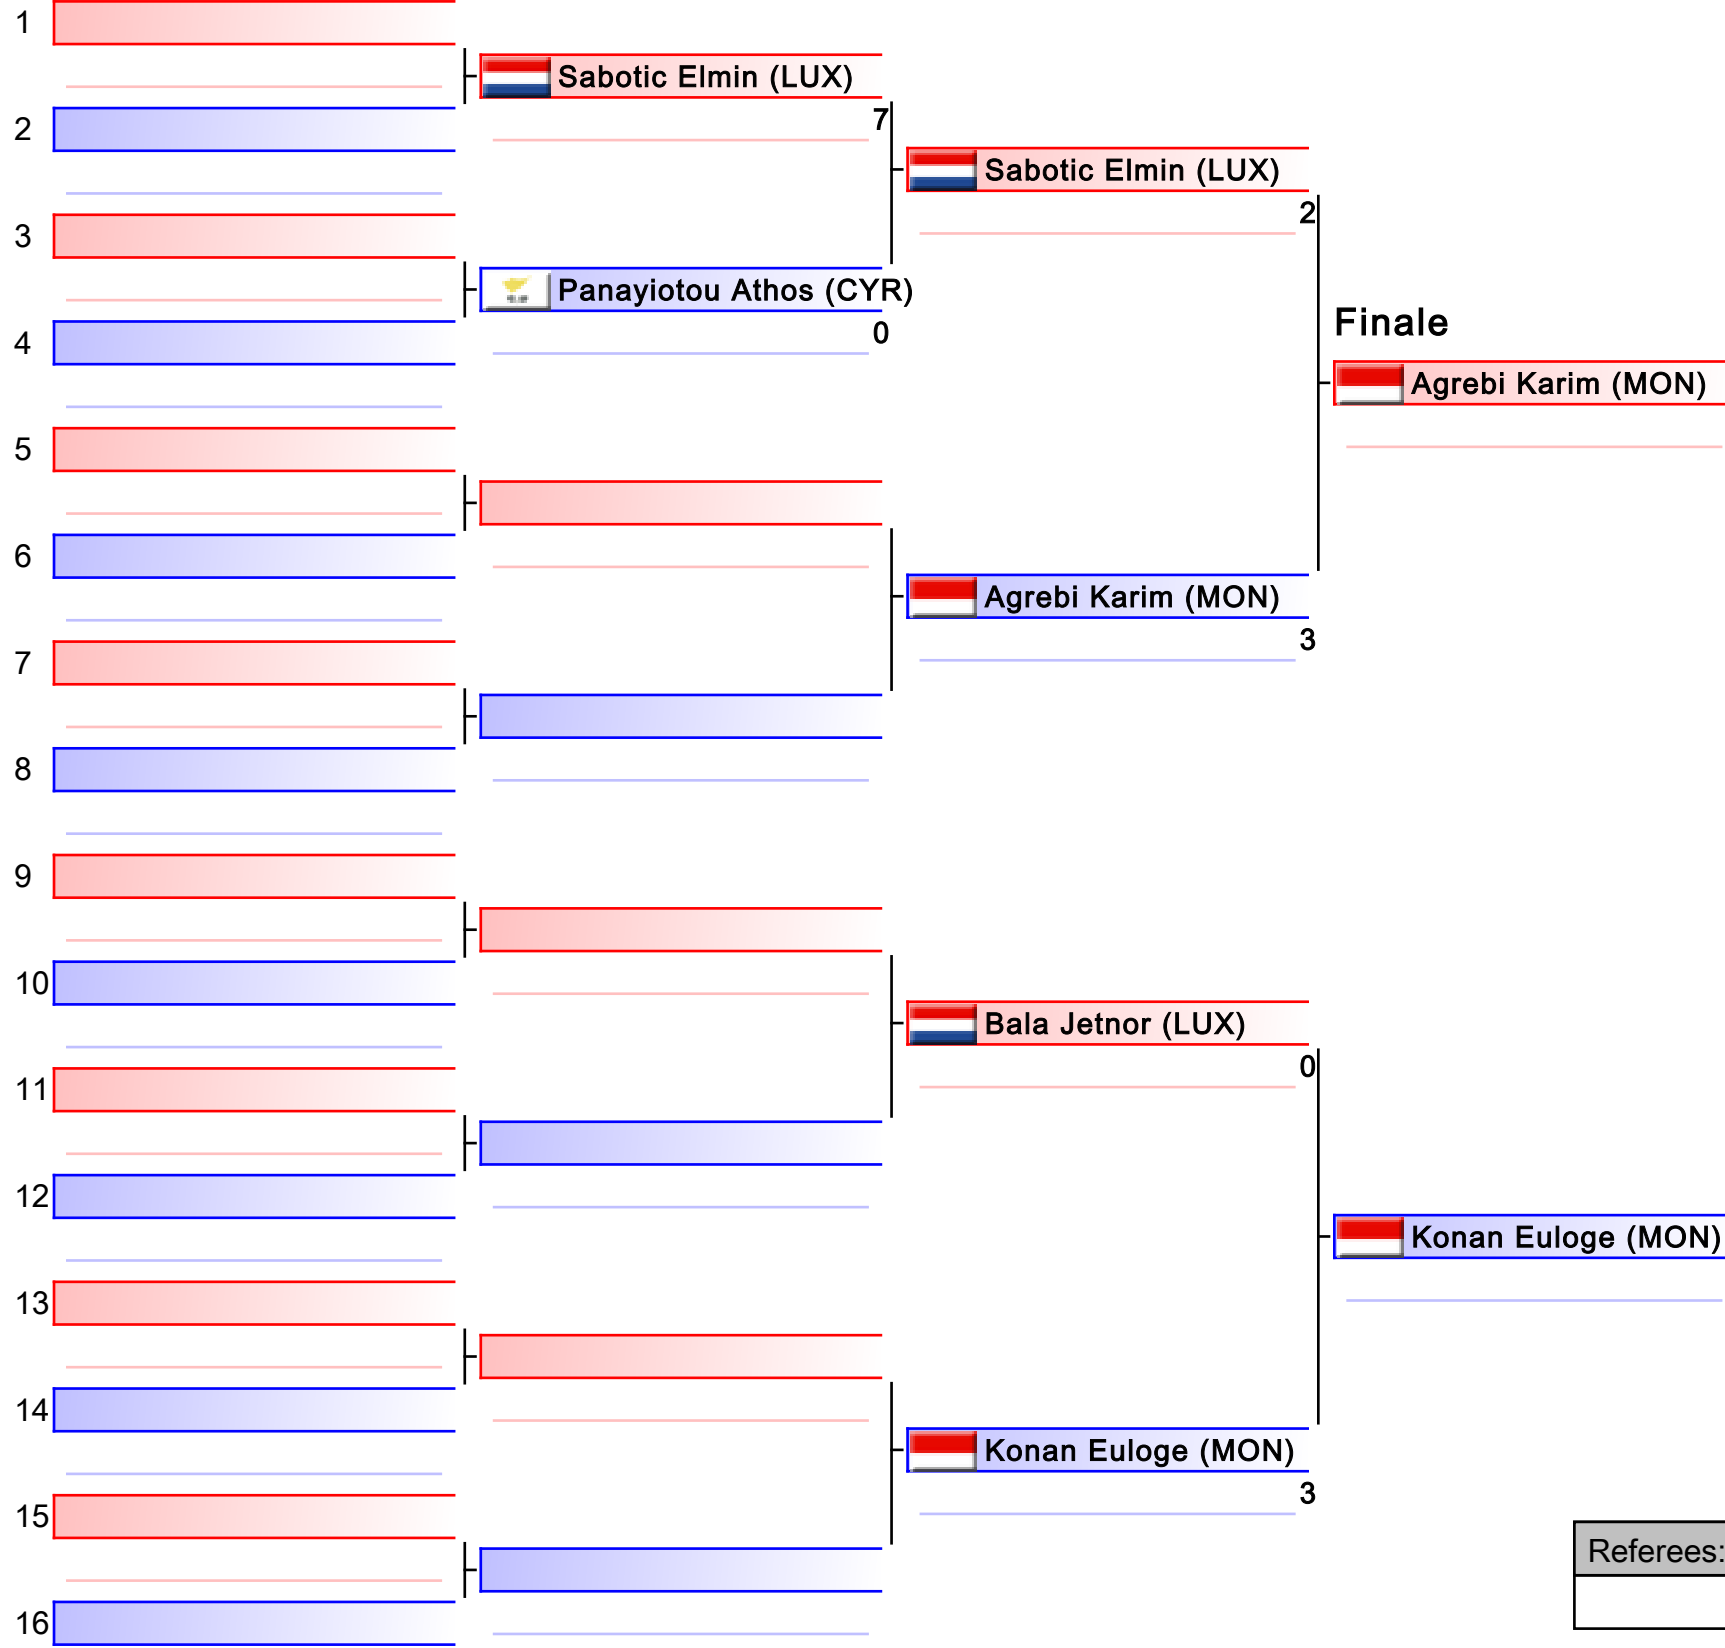 1
Sabotic Elmin (LUX)
7
2
Sabotic Elmin (LUX)
2
3
Panayiotou Athos (CYR)
0
4
Finale
Agrebi Karim (MON)
5
6
Agrebi Karim (MON)
3
7
8
9
10
Bala Jetnor (LUX)
0
11
12
Konan Euloge (MON)
13
14
Konan Euloge (MON)
3
15
Referees:
16